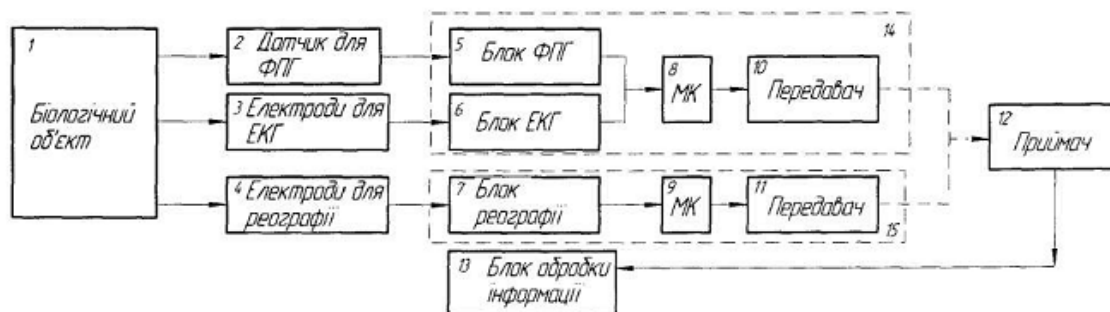 1
Біологічний
об'єкт
2 Датчик для
ФПГ
3 Електроди для
ЕКГ
4 Електроди для
реографії
5 Блок ФПГ
6 Блок ЕКГ
7 Блок
реографії
8
МК
9
МК
10
Передавач
11
Передавач
14
15
12
Приймач
13 Блок обробки
інформації